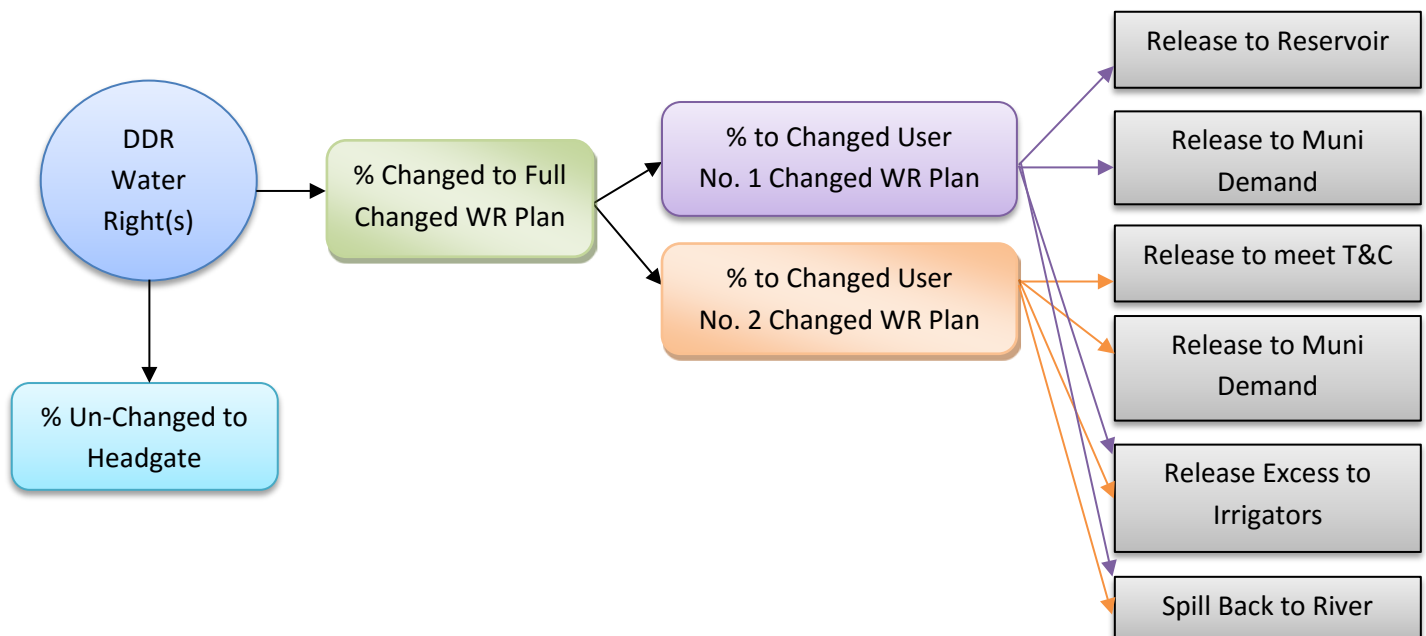 DDR
Water
Right(s)
% Un-Changed to
Headgate
% Changed to Full
Changed WR Plan
% to Changed User
No. 1 Changed WR Plan
% to Changed User
No. 2 Changed WR Plan
Release to Reservoir
Release to Muni
Demand
Release to meet T&C
Release to Muni
Demand
Release Excess to
Irrigators
Spill Back to River